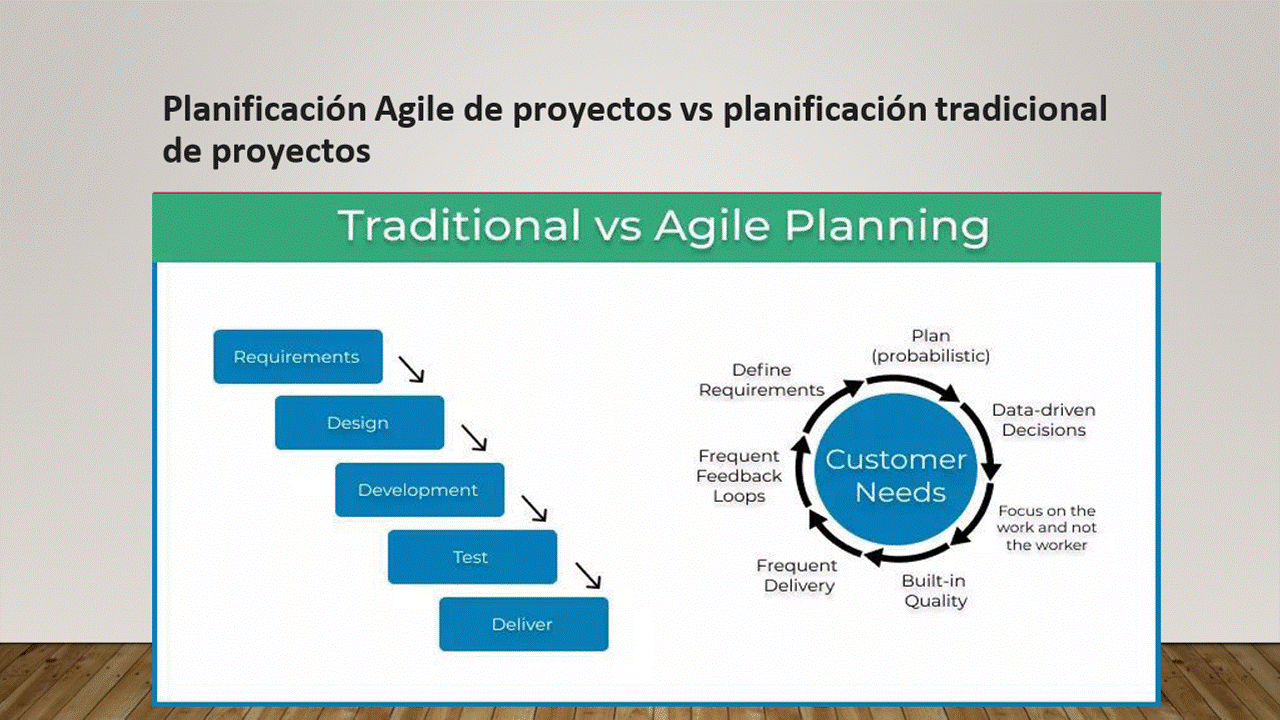 Planificación Agile de proyectos vs planificación tradicional
de proyectos
Traditional vs Agile Planning
Requirements
Design
Development
Test
Deliver
Plan
(probabilistic)
Data-driven
Decisions
Focus on the
work and not
the worker
Built-in
Quality
Frequent
Delivery
Frequent
Feedback
Loops
Define
Requirements
Customer
Needs